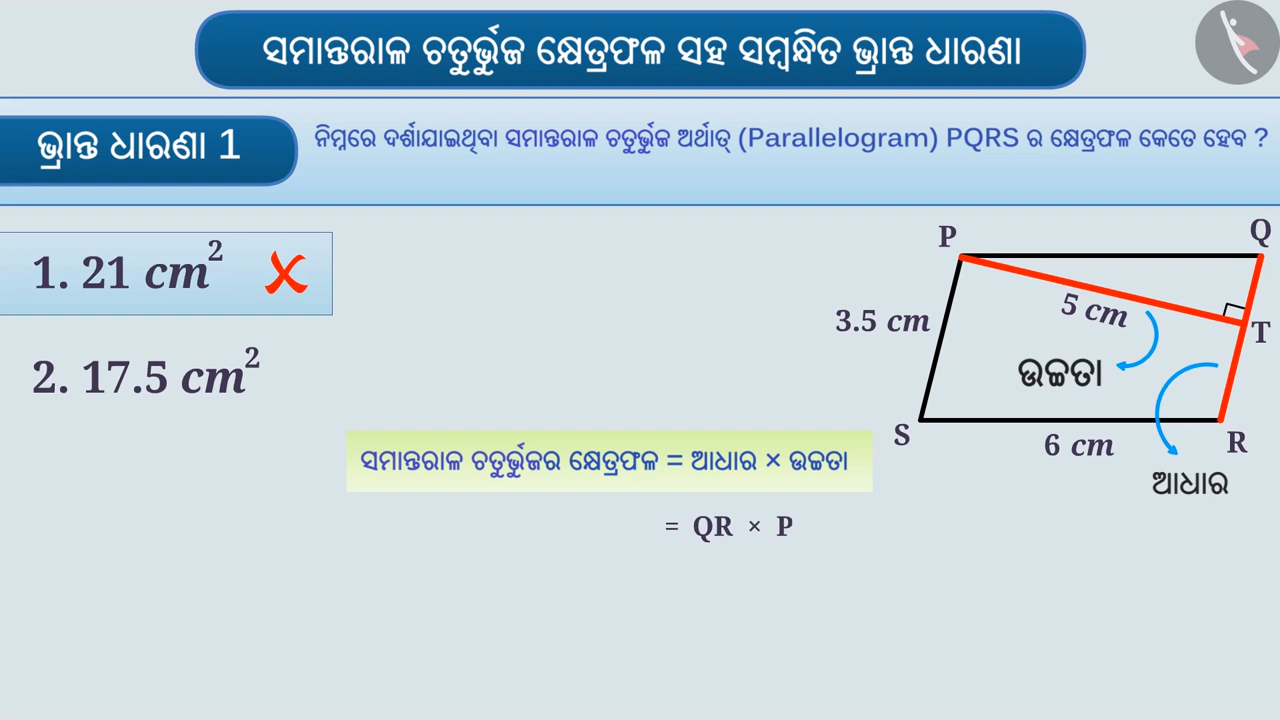 ସମାନ୍ତରାଳ ଚତୁର୍ଭୁଜ କ୍ଷେତ୍ରଫଳ ସହ ସମ୍ବନ୍ଧିତ ଭ୍ରାନ୍ତ ଧାରଣା
ଭ୍ରାନ୍ତ ଧାରଣା 1
ନିମ୍ନରେ ଦର୍ଶାଯାଇଥିବା ସମାନ୍ତରାଳ ଚତୁର୍ଭୁଜ ଅର୍ଥାତ୍ (Parallelogram) PQRS ର କ୍ଷେତ୍ରଫଳ କେତେ ହେବ ?
1. 21 cm²
2. 17.5 cm²
P
Q
3.5 cm
5 cm
T
ଉଚ୍ଚତା
S
6 cm
R
ଆଧାର
ସମାନ୍ତରାଳ ଚତୁର୍ଭୁଜର କ୍ଷେତ୍ରଫଳ = ଆଧାର × ଉଚ୍ଚତା
= QR × P